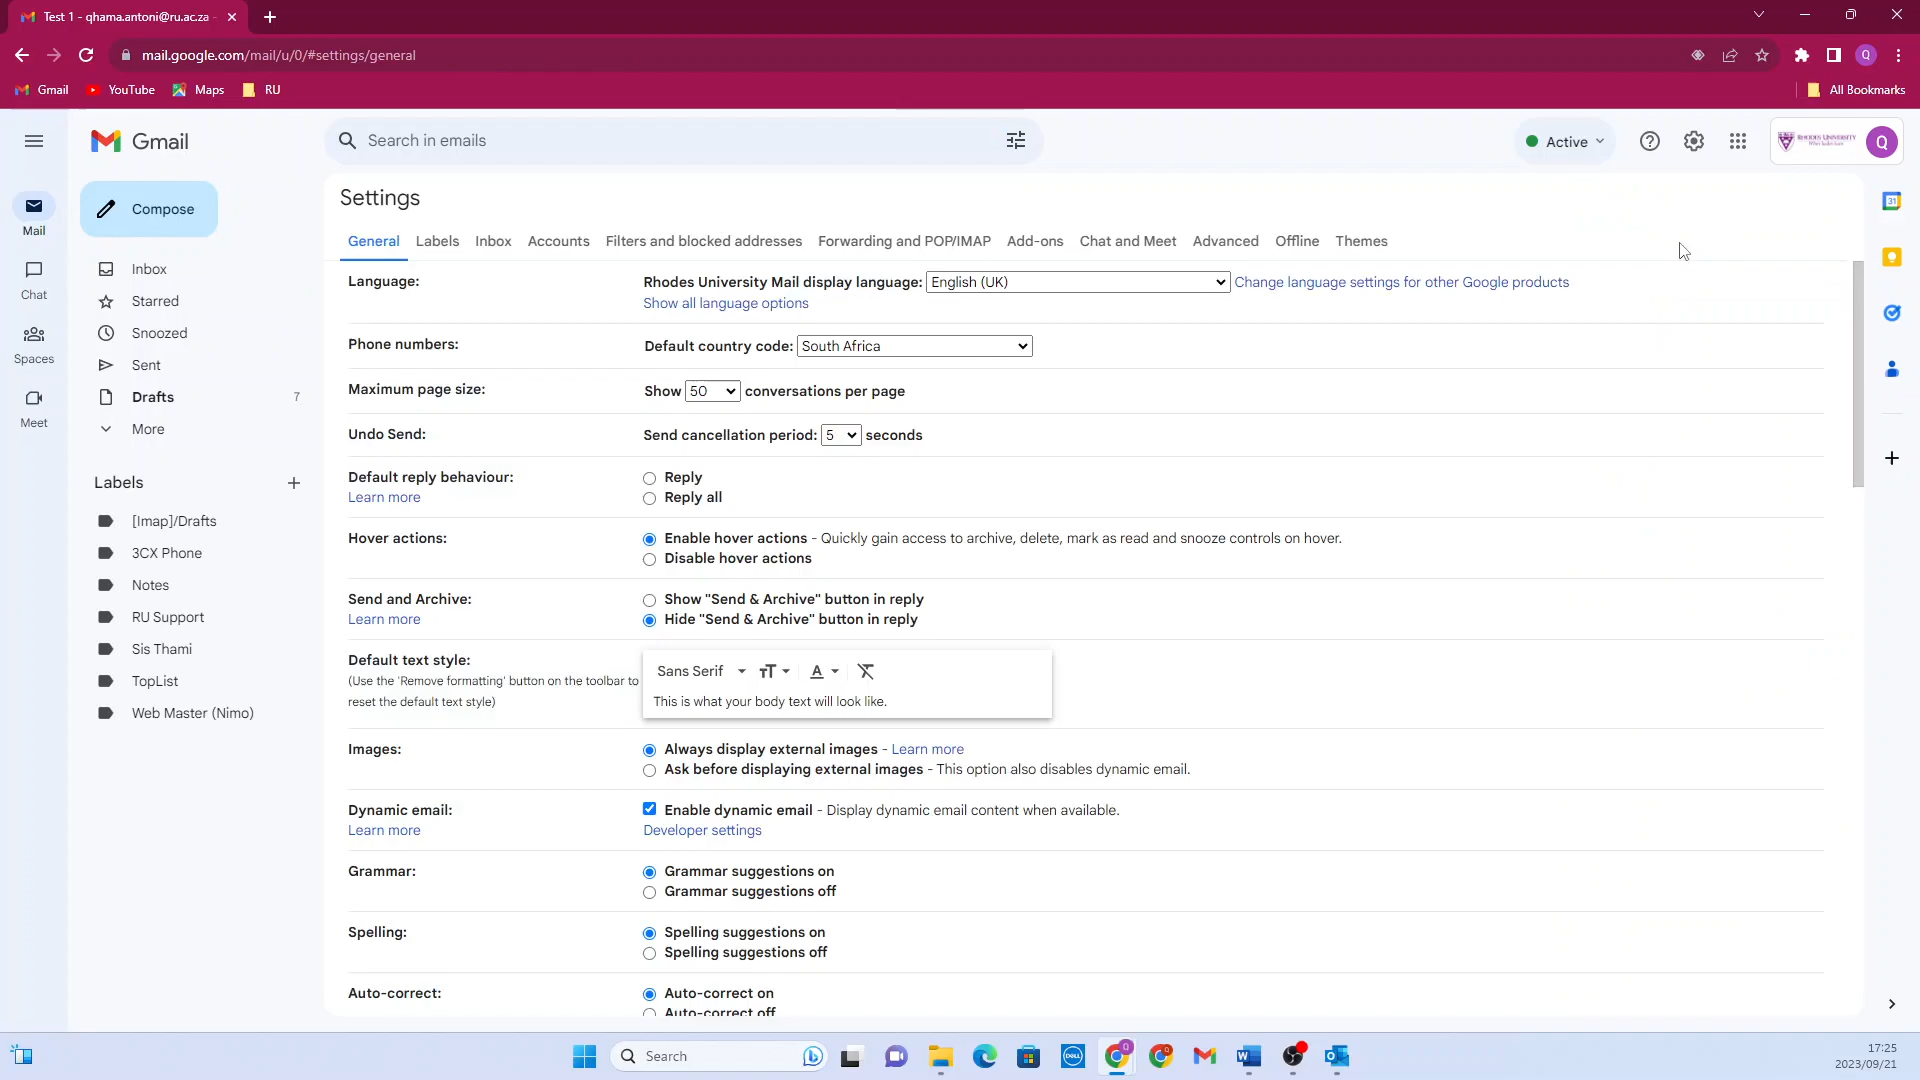 Test 1 - qhama.antoni@ru.ac.za -
mail.google.com/mail/u/0/#settings/general
Q
Gmail
YouTube
Maps
RU
All Bookmarks
Gmail
Search in emails
Active
RHODES UNIVERSITY
Q
Mail
Chat
Spaces
Meet
Compose
Inbox
Starred
Snoozed
Sent
Drafts 7
More
Labels
[Imap]/Drafts
3CX Phone
Notes
RU Support
Sis Thami
TopList
Web Master (Nimo)
Settings
General Labels Inbox Accounts Filters and blocked addresses Forwarding and POP/IMAP Add-ons Chat and Meet Advanced Offline Themes
Language: Rhodes University Mail display language: English (UK) Change language settings for other Google products
Show all language options
Phone numbers: Default country code: South Africa
Maximum page size: Show 50 conversations per page
Undo Send: Send cancellation period: 5 seconds
Default reply behaviour: Reply
Learn more Reply all
Hover actions: Enable hover actions - Quickly gain access to archive, delete, mark as read and snooze controls on hover.
Disable hover actions
Send and Archive: Show "Send & Archive" button in reply
Learn more Hide "Send & Archive" button in reply
Default text style:
(Use the 'Remove formatting' button on the toolbar to
reset the default text style)
Sans Serif
This is what your body text will look like.
Images: Always display external images - Learn more
Ask before displaying external images - This option also disables dynamic email.
Dynamic email: Enable dynamic email - Display dynamic email content when available.
Learn more Developer settings
Grammar: Grammar suggestions on
Grammar suggestions off
Spelling: Spelling suggestions on
Spelling suggestions off
Auto-correct: Auto-correct on
Auto-correct off
31
Search
DELL
17:25
2023/09/21